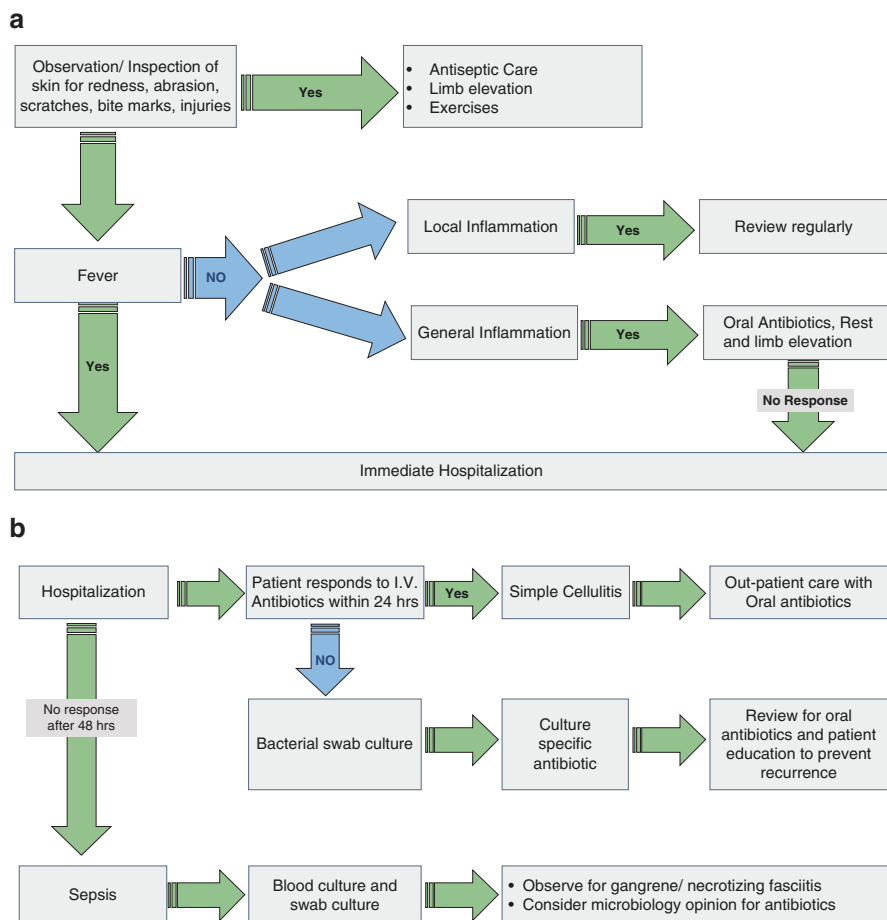 a
Observation/ Inspection of
skin for redness, abrasion,
scratches, bite marks, injuries
Yes
• Antiseptic Care
• Limb elevation
• Exercises
Fever
NO
Local Inflammation
Yes
Review regularly
General Inflammation
Yes
Oral Antibiotics, Rest
and limb elevation
Yes
No Response
Immediate Hospitalization
b
Hospitalization
Patient responds to I.V.
Antibiotics within 24 hrs
Yes
Simple Cellulitis
Out-patient care with
Oral antibiotics
NO
No response
after 48 hrs
Bacterial swab culture
Culture
specific
antibiotic
Review for oral
antibiotics and patient
education to prevent
recurrence
Sepsis
Blood culture and
swab culture
• Observe for gangrene/ necrotizing fasciitis
• Consider microbiology opinion for antibiotics